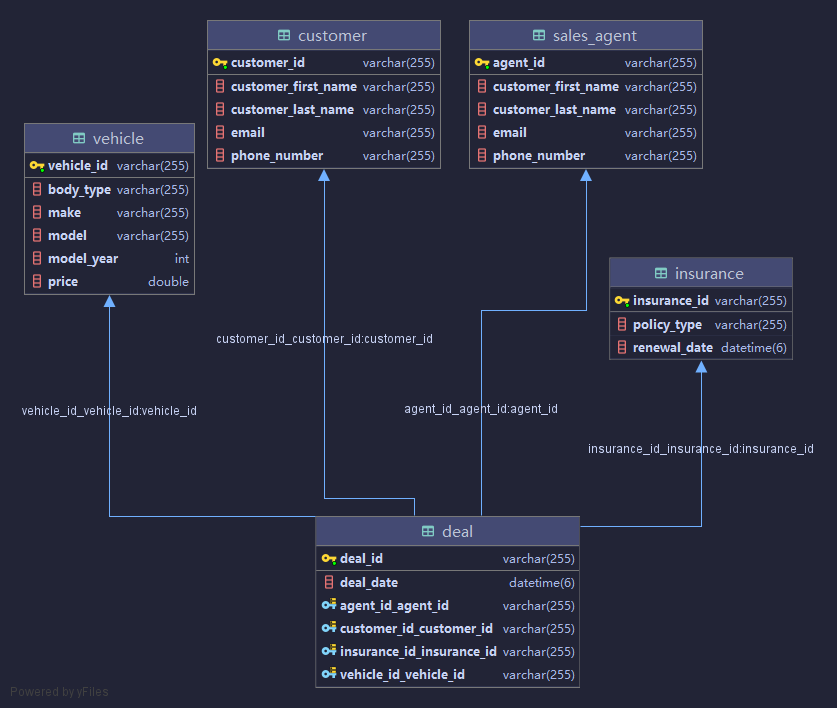 customer
customer_id varchar(255)
customer_first_name varchar(255)
customer_last_name varchar(255)
email varchar(255)
phone_number varchar(255)
sales_agent
agent_id varchar(255)
customer_first_name varchar(255)
customer_last_name varchar(255)
email varchar(255)
phone_number varchar(255)
vehicle
vehicle_id varchar(255)
body_type varchar(255)
make varchar(255)
model varchar(255)
model_year int
price double
insurance
insurance_id varchar(255)
policy_type varchar(255)
renewal_date datetime(6)
customer_id_customer_id:customer_id
vehicle_id_vehicle_id:vehicle_id
agent_id_agent_id:agent_id
insurance_id_insurance_id:insurance_id
deal
deal_id varchar(255)
deal_date datetime(6)
agent_id_agent_id varchar(255)
customer_id_customer_id varchar(255)
insurance_id_insurance_id varchar(255)
vehicle_id_vehicle_id varchar(255)
Powered by yFiles